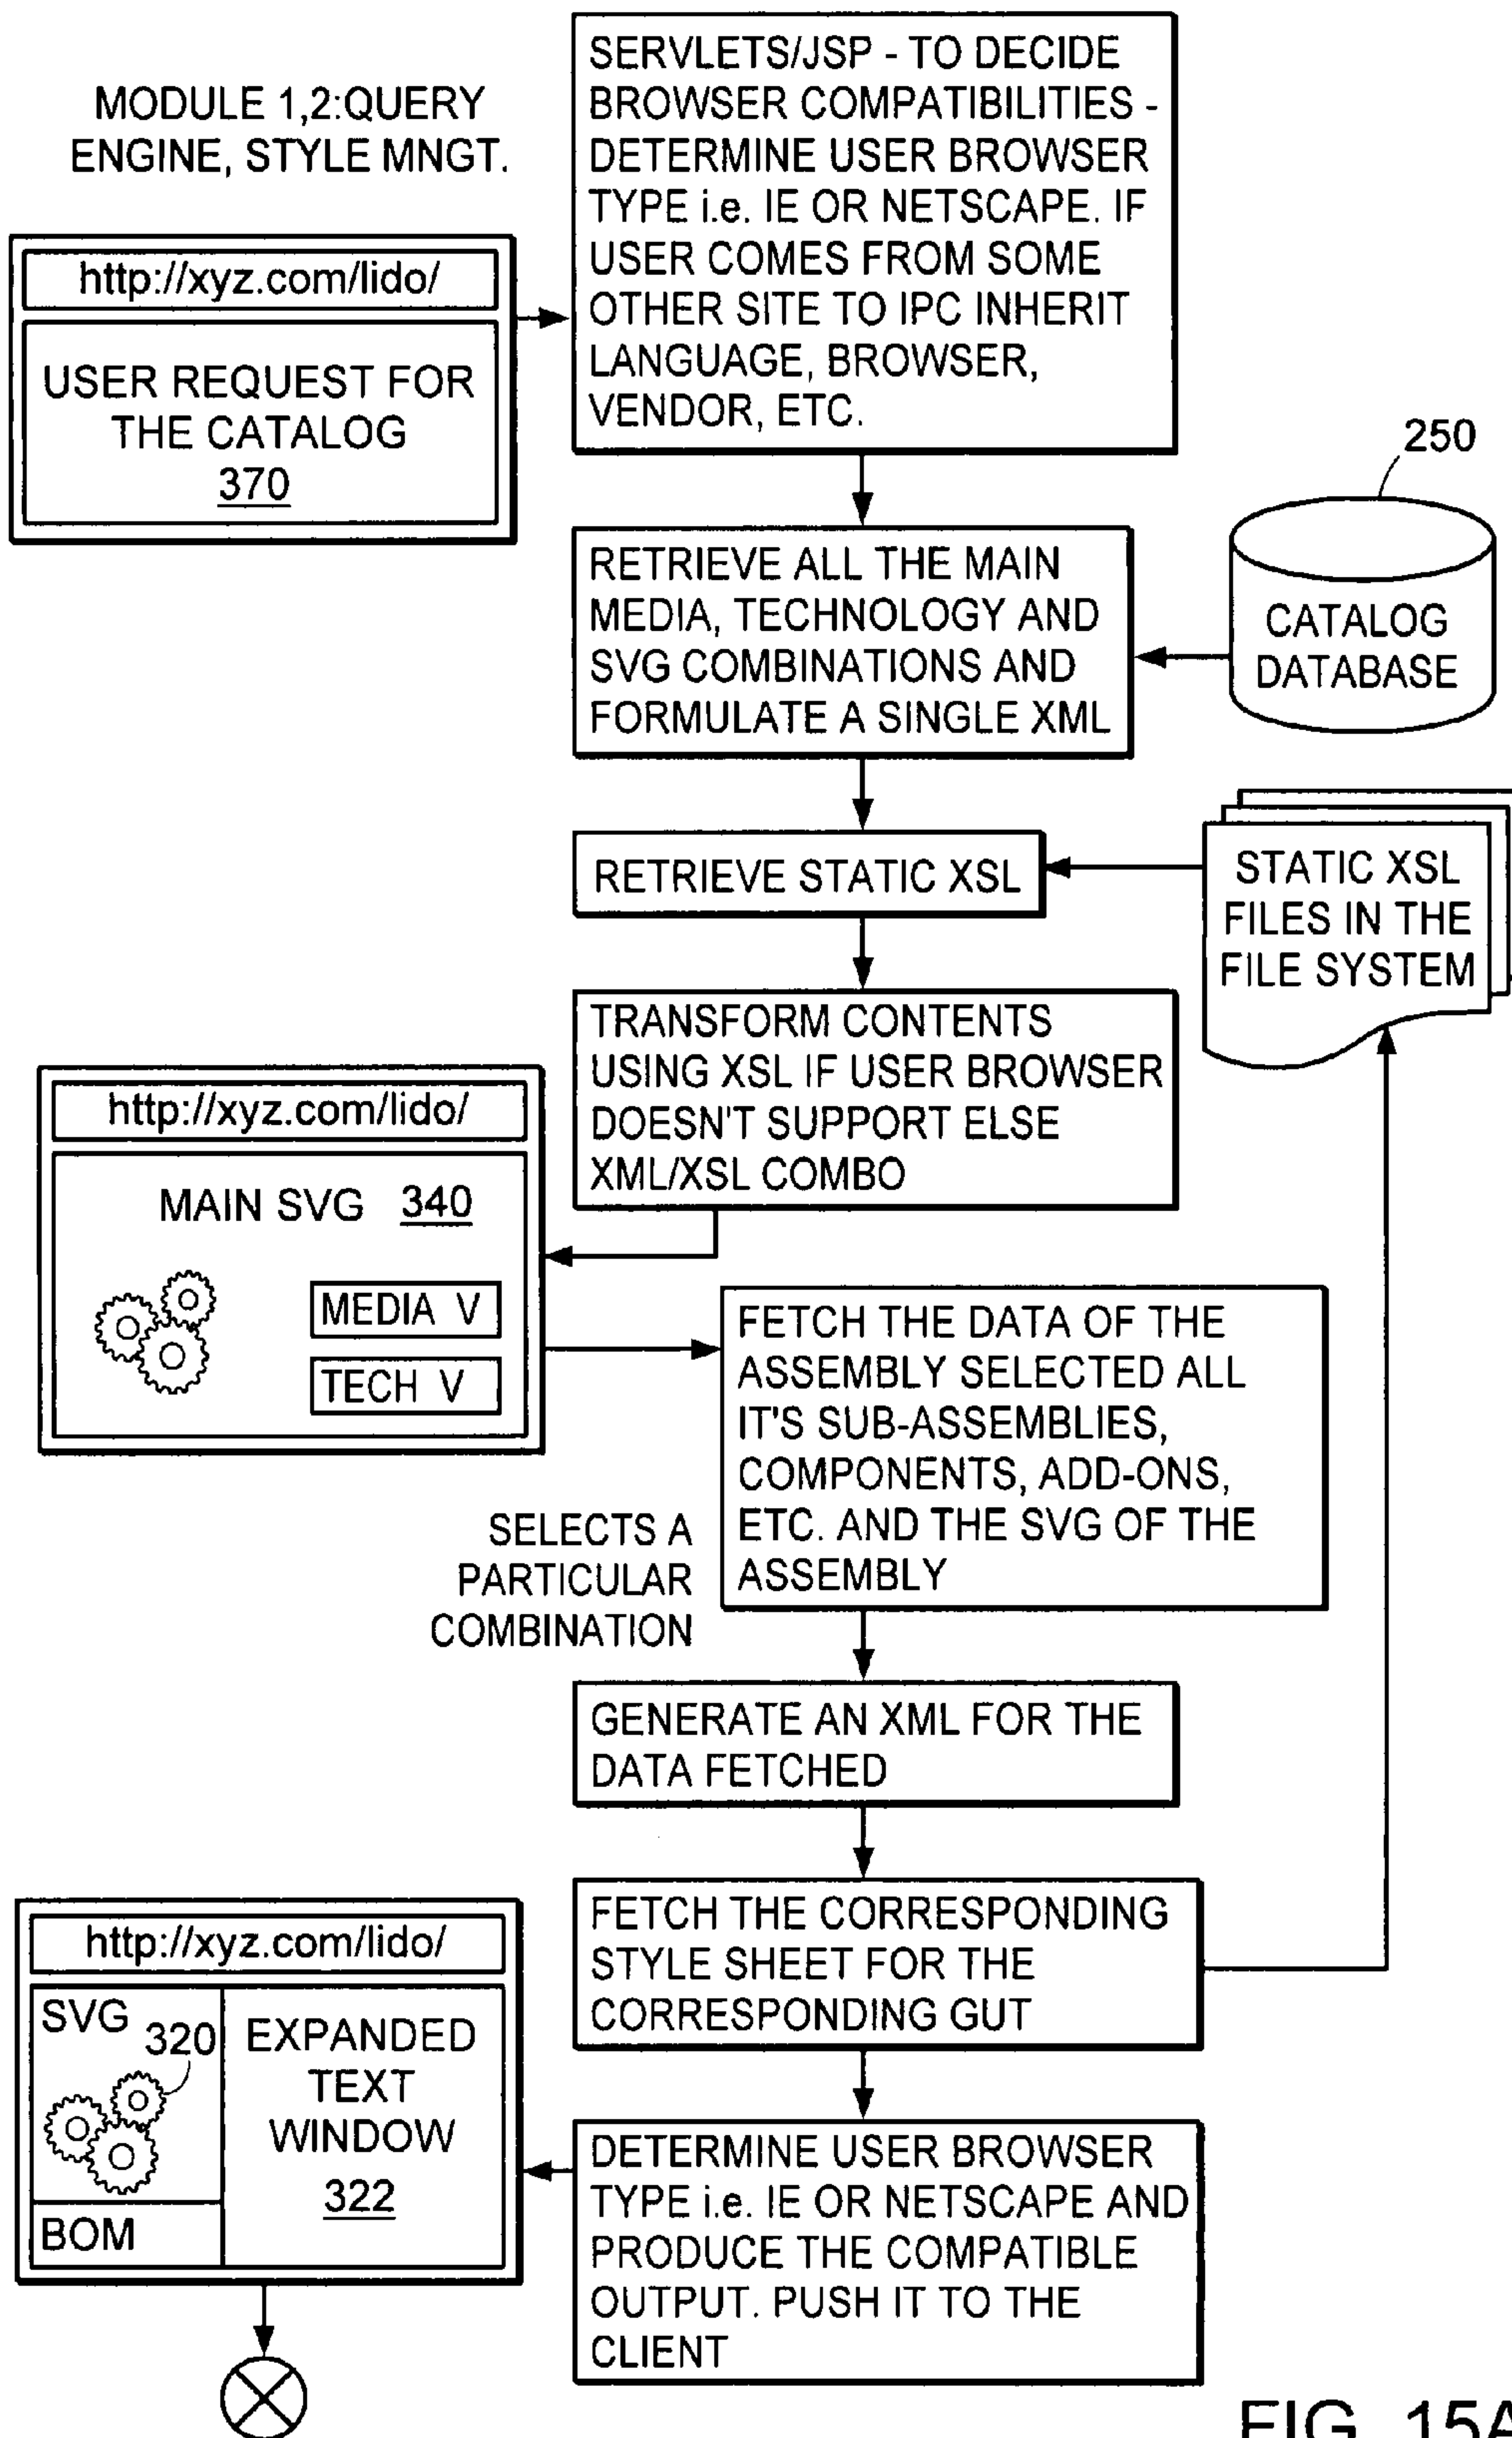 MODULE 1,2:QUERY
ENGINE, STYLE MNGT.
http://xyz.com/lido/
USER REQUEST FOR
THE CATALOG
370
SERVLETS/JSP - TO DECIDE
BROWSER COMPATIBILITIES -
DETERMINE USER BROWSER
TYPE i.e. IE OR NETSCAPE. IF
USER COMES FROM SOME
OTHER SITE TO IPC INHERIT
LANGUAGE, BROWSER,
VENDOR, ETC.
250
CATALOG
DATABASE
RETRIEVE ALL THE MAIN
MEDIA, TECHNOLOGY AND
SVG COMBINATIONS AND
FORMULATE A SINGLE XML
RETRIEVE STATIC XSL
STATIC XSL
FILES IN THE
FILE SYSTEM
TRANSFORM CONTENTS
USING XSL IF USER BROWSER
DOESN'T SUPPORT ELSE
XML/XSL COMBO
http://xyz.com/lido/
MAIN SVG 340
MEDIA V
TECH V
FETCH THE DATA OF THE
ASSEMBLY SELECTED ALL
IT'S SUB-ASSEMBLIES,
COMPONENTS, ADD-ONS,
ETC. AND THE SVG OF THE
ASSEMBLY
SELECTS A
PARTICULAR
COMBINATION
GENERATE AN XML FOR THE
DATA FETCHED
FETCH THE CORRESPONDING
STYLE SHEET FOR THE
CORRESPONDING GUT
http://xyz.com/lido/
SVG
320
BOM
EXPANDED
TEXT
WINDOW
322
DETERMINE USER BROWSER
TYPE i.e. IE OR NETSCAPE AND
PRODUCE THE COMPATIBLE
OUTPUT. PUSH IT TO THE
CLIENT
FIG. 15A